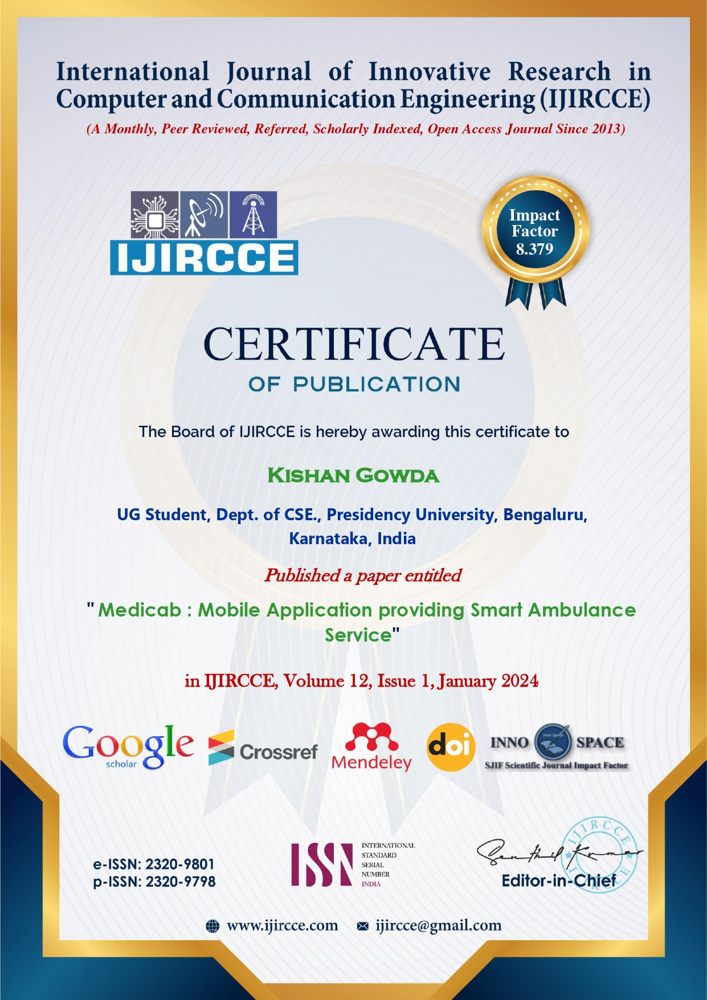 International Journal of Innovative Research in
Computer and Communication Engineering (IJIRCCE)
(A Monthly, Peer Reviewed, Referred, Scholarly Indexed, Open Access Journal Since 2013)
IJIRCCE
Impact
Factor
8.379
CERTIFICATE
OF PUBLICATION
The Board of IJIRCCE is hereby awarding this certificate to
KISHAN GOWDA
UG Student, Dept. of CSE., Presidency University, Bengaluru,
Karnataka, India
Published a paper entitled
" Medicab : Mobile Application providing Smart Ambulance
Service"
in IJIRCCE, Volume 12, Issue 1, January 2024
Google
scholar
Crossref
Mendeley
doi
INNO SPACE
Inno Space
SJIF Scientific Journal Impact Factor
e-ISSN: 2320-9801
p-ISSN: 2320-9798
ISSN
INTERNATIONAL
STANDARD
SERIAL
NUMBER
INDIA
IJIRCCE
Senthil Kumar
IJIRCCE
Editor-in-Chief
www.ijircce.com ijircce@gmail.com